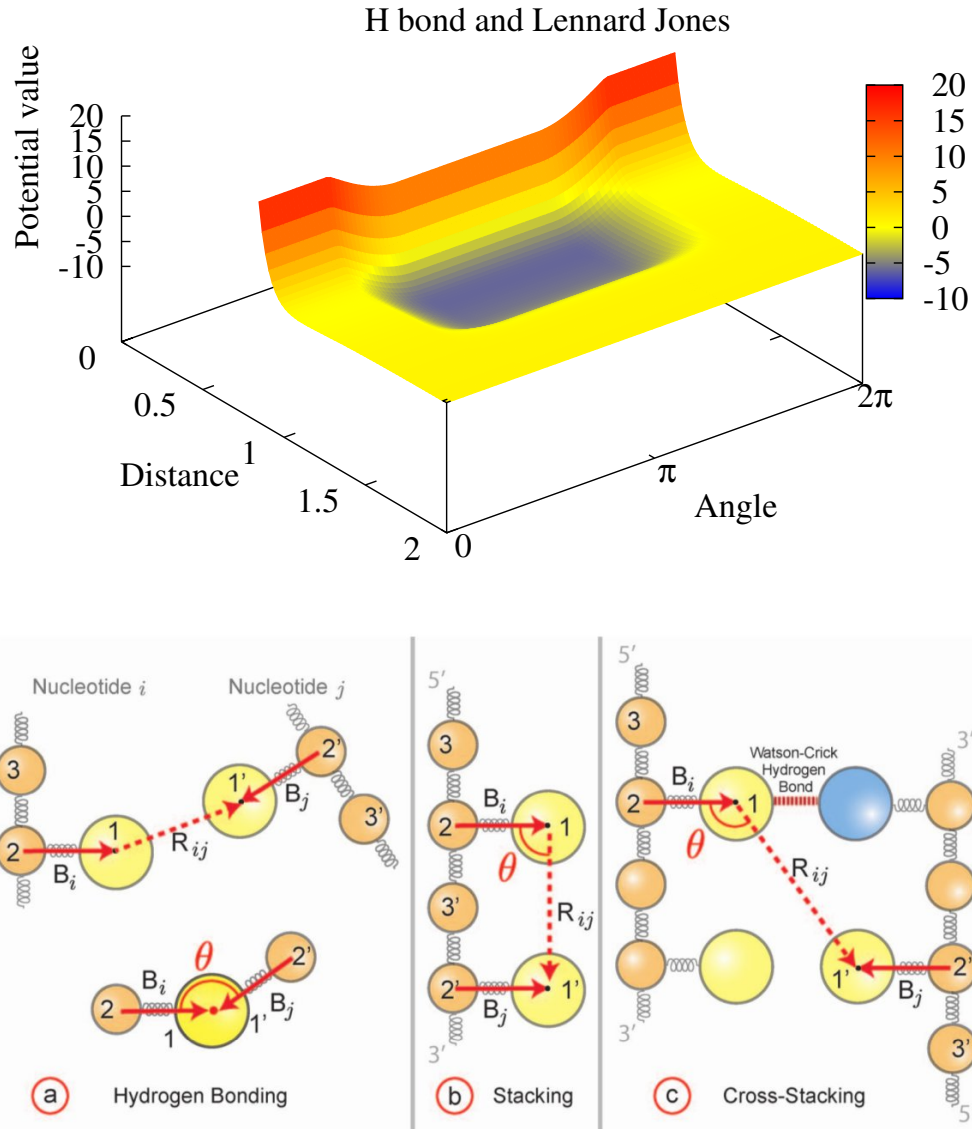 H bond and Lennard Jones
Potential value
20
15
10
5
0
-5
-10
20
15
10
5
0
-5
-10
0
0.5
1
1.5
2
Distance
0
π
2π
Angle
Nucleotide i
Nucleotide j
3
2
1
B_i
R_ij
1'
2'
B_j
3'
θ
2
B_i
1
1'
B_j
2'
a
Hydrogen Bonding
5'
3
2
B_i
1
θ
3'
R_ij
2'
B_j
1'
3'
b
Stacking
5'
3
2
B_i
1
θ
Watson-Crick
Hydrogen
Bond
3'
R_ij
1'
B_j
2'
3'
3'
5'
c
Cross-Stacking